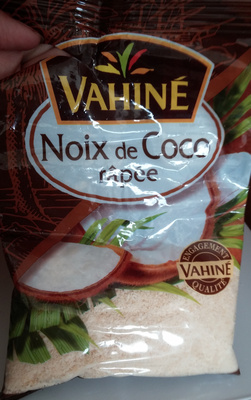 VAHINÉ
Noix de Coco
râpée
ENGAGEMENT
VAHINÉ
QUALITÉ